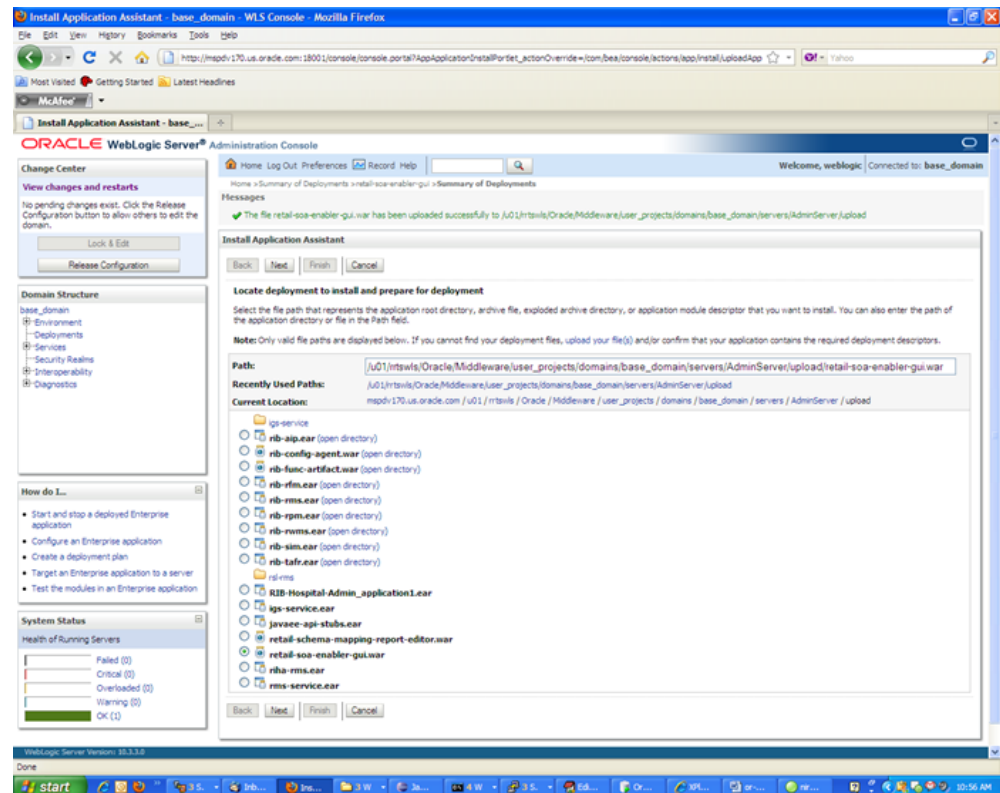 Install Application Assistant - base_domain - WLS Console - Mozilla Firefox
File Edit View History Bookmarks Tools Help
http://mspdv170.us.oracle.com:18001/console/console.portal?AppApplicationInstallPortlet_actionOverride=/com/bea/console/actions/app/install/uploadApp
Yahoo
Most Visited Getting Started Latest Headlines
McAfee
Install Application Assistant - base_...
ORACLE WebLogic Server® Administration Console
Change Center
View changes and restarts
No pending changes exist. Click the Release Configuration button to allow others to edit the domain.
Lock & Edit
Release Configuration
Domain Structure
base_domain
Environment
Deployments
Services
Security Realms
Interoperability
Diagnostics
How do I...
Start and stop a deployed Enterprise application
Configure an Enterprise application
Create a deployment plan
Target an Enterprise application to a server
Test the modules in an Enterprise application
System Status
Health of Running Servers
Failed (0)
Critical (0)
Overloaded (0)
Warning (0)
OK (1)
Home Log Out Preferences Record Help
Welcome, weblogic Connected to: base_domain
Home >Summary of Deployments >retail-soa-enabler-gui >Summary of Deployments
Messages
The file retail-soa-enabler-gui.war has been uploaded successfully to /u01/rrtswls/Oracle/Middleware/user_projects/domains/base_domain/servers/AdminServer/upload
Install Application Assistant
Back Next Finish Cancel
Locate deployment to install and prepare for deployment
Select the file path that represents the application root directory, archive file, exploded archive directory, or application module descriptor that you want to install. You can also enter the path of the application directory or file in the Path field.
Note: Only valid file paths are displayed below. If you cannot find your deployment files, upload your file(s) and/or confirm that your application contains the required deployment descriptors.
Path: /u01/rrtswls/Oracle/Middleware/user_projects/domains/base_domain/servers/AdminServer/upload/retail-soa-enabler-gui.war
Recently Used Paths: /u01/rrtswls/Oracle/Middleware/user_projects/domains/base_domain/servers/AdminServer/upload
Current Location: mspdv170.us.oracle.com / u01 / rrtswls / Oracle / Middleware / user_projects / domains / base_domain / servers / AdminServer / upload
igs-service
rib-aip.ear (open directory)
rib-config-agent.war (open directory)
rib-func-artifact.war (open directory)
rib-rfm.ear (open directory)
rib-rms.ear (open directory)
rib-rpm.ear (open directory)
rib-rwms.ear (open directory)
rib-sim.ear (open directory)
rib-tafr.ear (open directory)
rsl-rms
RIB-Hospital-Admin_application1.ear
igs-service.ear
javaee-api-stubs.ear
retail-schema-mapping-report-editor.war
retail-soa-enabler-gui.war
riha-rms.ear
rms-service.ear
Back Next Finish Cancel
WebLogic Server Version: 10.3.3.0
Done
start 3 S. Inb... Ins... 3 W Ja... 4 W 3 S. Edi... Or... XPL... or-... nr... 10:56 AM